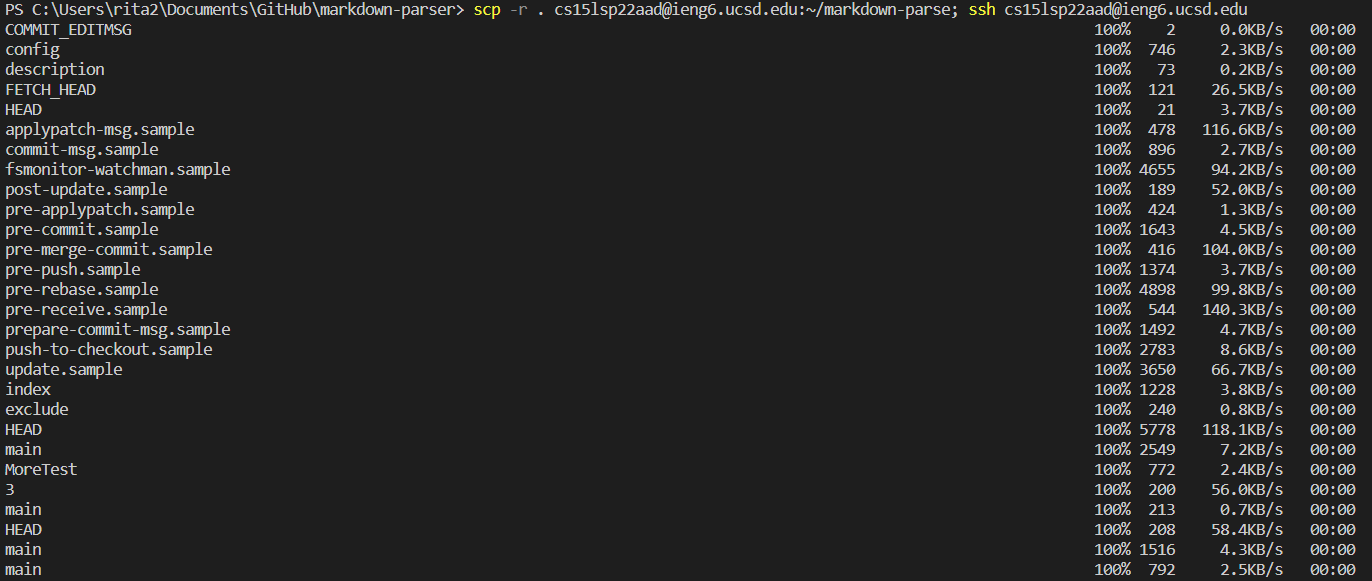 PS C:\Users\rita2\Documents\GitHub\markdown-parser> scp -r . cs15lsp22aad@ieng6.ucsd.edu:~/markdown-parse; ssh cs15lsp22aad@ieng6.ucsd.edu
COMMIT_EDITMSG 100% 2 0.0KB/s 00:00
config 100% 746 2.3KB/s 00:00
description 100% 73 0.2KB/s 00:00
FETCH_HEAD 100% 121 26.5KB/s 00:00
HEAD 100% 21 3.7KB/s 00:00
applypatch-msg.sample 100% 478 116.6KB/s 00:00
commit-msg.sample 100% 896 2.7KB/s 00:00
fsmonitor-watchman.sample 100% 4655 94.2KB/s 00:00
post-update.sample 100% 189 52.0KB/s 00:00
pre-applypatch.sample 100% 424 1.3KB/s 00:00
pre-commit.sample 100% 1643 4.5KB/s 00:00
pre-merge-commit.sample 100% 416 104.0KB/s 00:00
pre-push.sample 100% 1374 3.7KB/s 00:00
pre-rebase.sample 100% 4898 99.8KB/s 00:00
pre-receive.sample 100% 544 140.3KB/s 00:00
prepare-commit-msg.sample 100% 1492 4.7KB/s 00:00
push-to-checkout.sample 100% 2783 8.6KB/s 00:00
update.sample 100% 3650 66.7KB/s 00:00
index 100% 1228 3.8KB/s 00:00
exclude 100% 240 0.8KB/s 00:00
HEAD 100% 5778 118.1KB/s 00:00
main 100% 2549 7.2KB/s 00:00
MoreTest 100% 772 2.4KB/s 00:00
3 100% 200 56.0KB/s 00:00
main 100% 213 0.7KB/s 00:00
HEAD 100% 208 58.4KB/s 00:00
main 100% 1516 4.3KB/s 00:00
main 100% 792 2.5KB/s 00:00